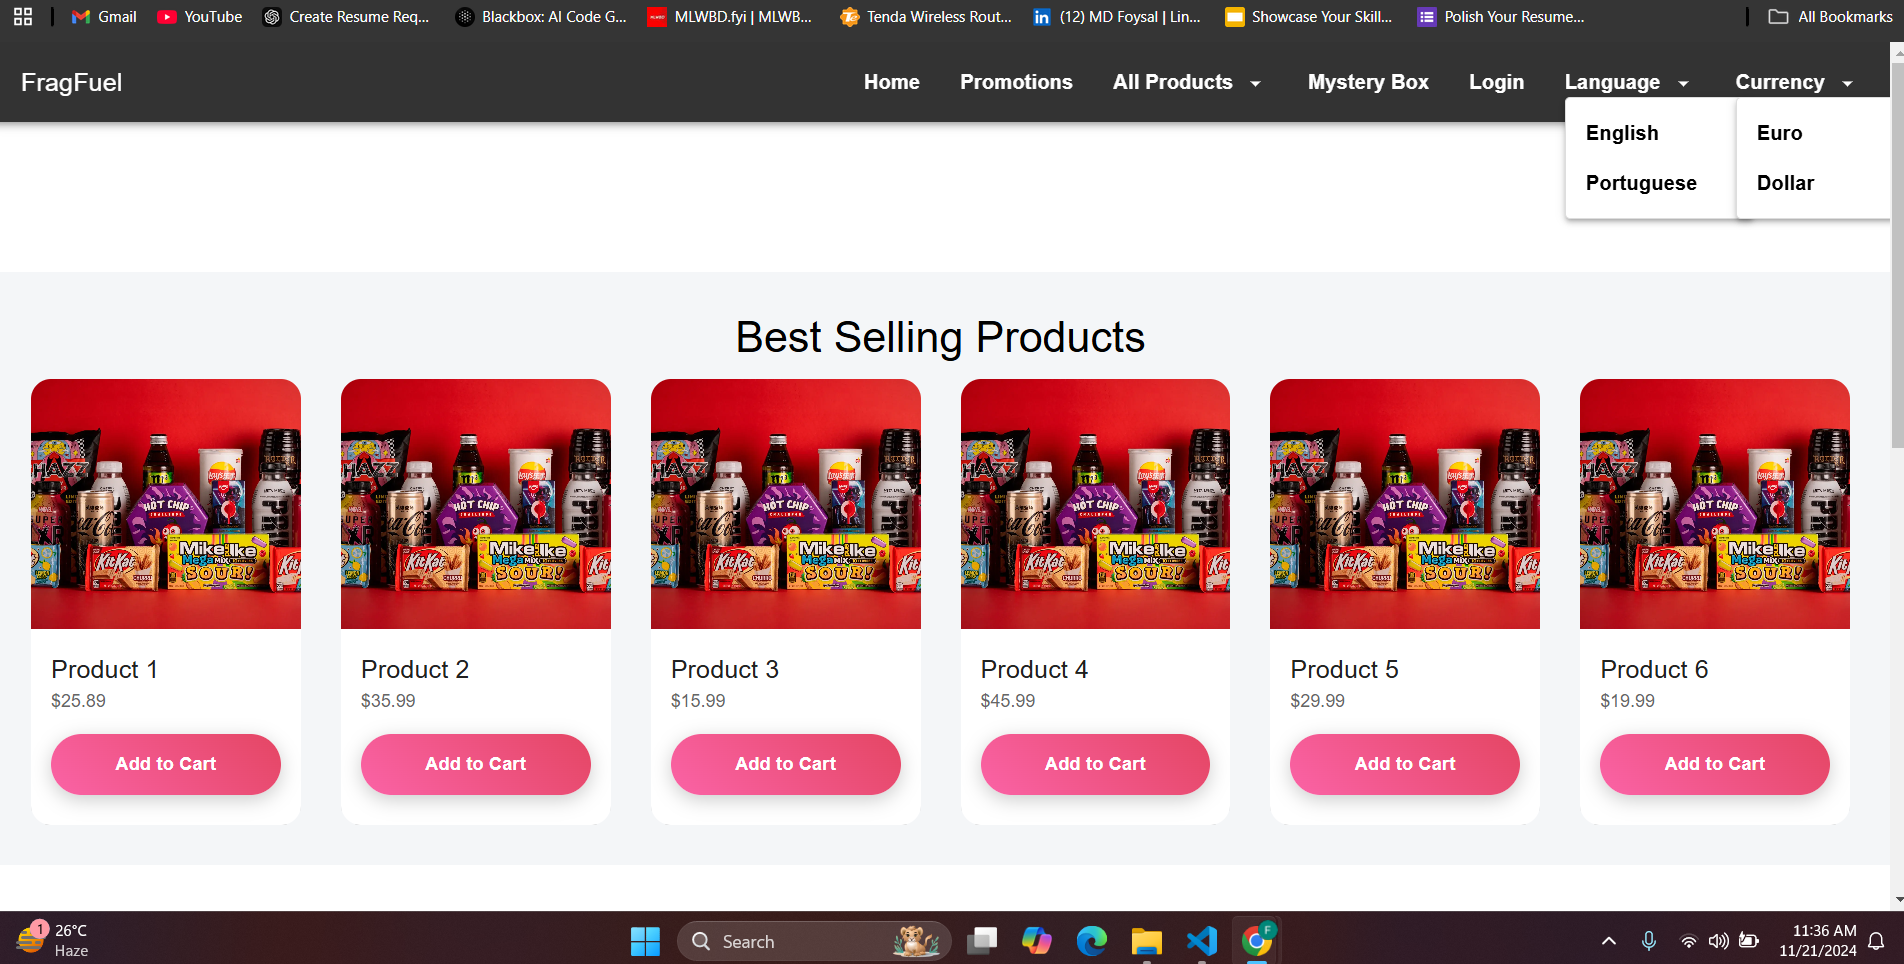 Gmail YouTube Create Resume Req... Blackbox: AI Code G... MLWBD.fyi | MLWB... Tenda Wireless Rout... (12) MD Foysal | Lin... Showcase Your Skill... Polish Your Resume... All Bookmarks
FragFuel Home Promotions All Products Mystery Box Login Language Currency
English Euro
Portuguese Dollar
Best Selling Products
Product 1 Product 2 Product 3 Product 4 Product 5 Product 6
$25.89 $35.99 $15.99 $45.99 $29.99 $19.99
Add to Cart Add to Cart Add to Cart Add to Cart Add to Cart Add to Cart
1 26°C Search F 11:36 AM
Haze 11/21/2024